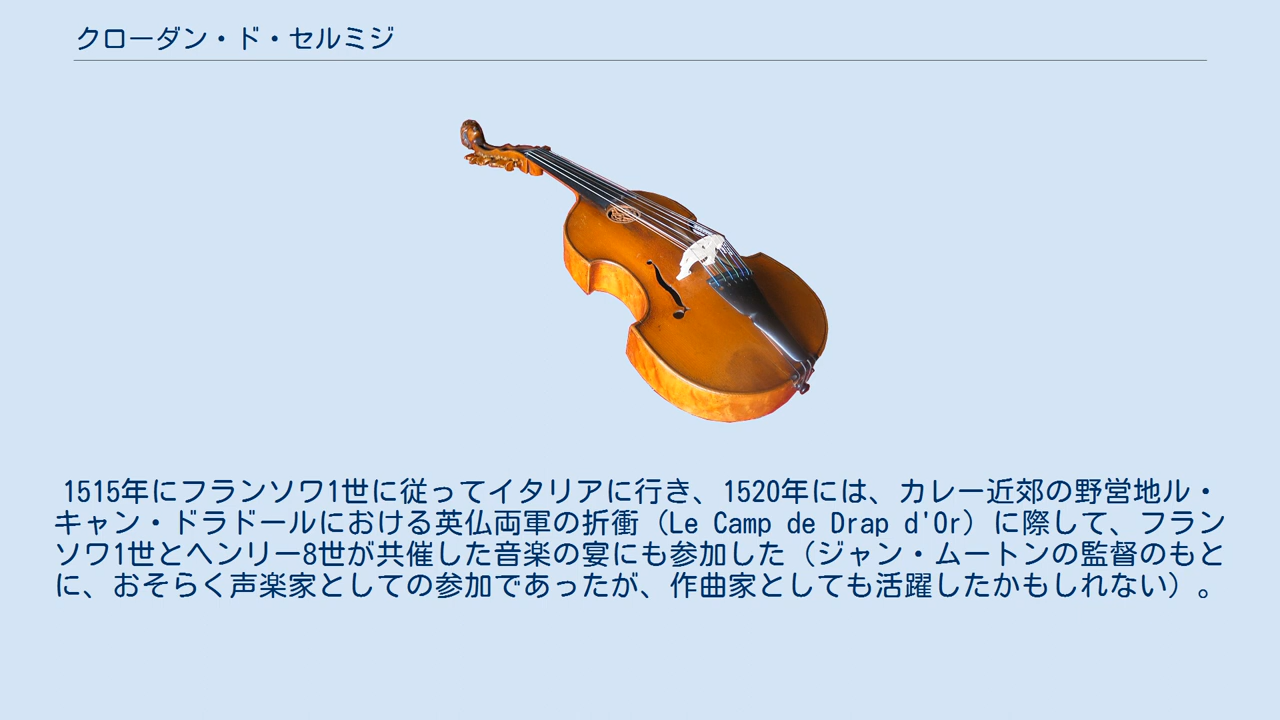 クローダン・ド・セルミジ
1515年にフランソワ1世に従ってイタリアに行き、1520年には、カレー近郊の野営地ル・
キャン・ドラドールにおける英仏両軍の折衝（Le Camp de Drap d'Or）に際して、フラン
ソワ1世とヘンリー8世が共催した音楽の宴にも参加した（ジャン・ムートンの監督のもと
に、おそらく声楽家としての参加であったが、作曲家としても活躍したかもしれない）。